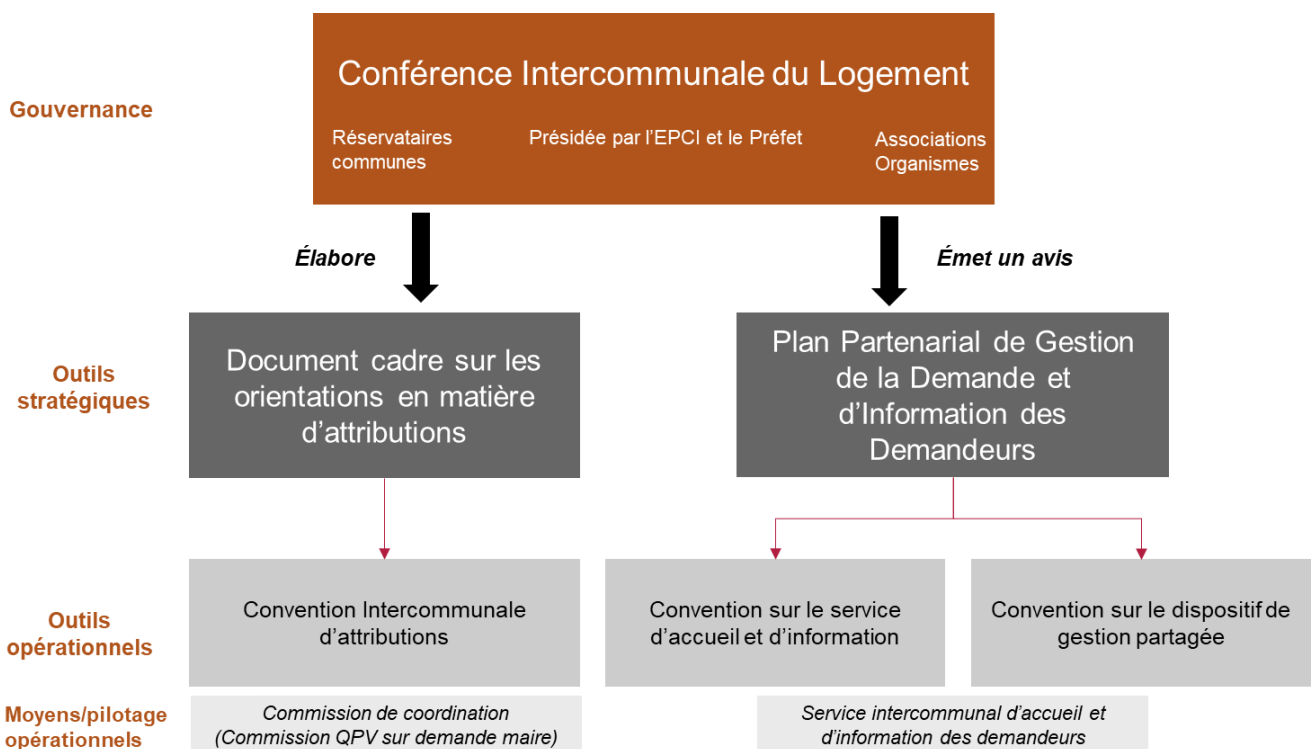 Conférence Intercommunale du Logement
Gouvernance
Réservataires
communes
Présidée par l'EPCI et le Préfet
Associations
Organismes
Élabore
Émet un avis
Outils
stratégiques
Document cadre sur les
orientations en matière
d'attributions
Plan Partenarial de Gestion
de la Demande et
d'Information des
Demandeurs
Outils
opérationnels
Convention Intercommunale
d'attributions
Convention sur le service
d'accueil et d'information
Convention sur le dispositif de
gestion partagée
Moyens/pilotage
opérationnels
Commission de coordination
(Commission QPV sur demande maire)
Service intercommunal d'accueil et
d'information des demandeurs